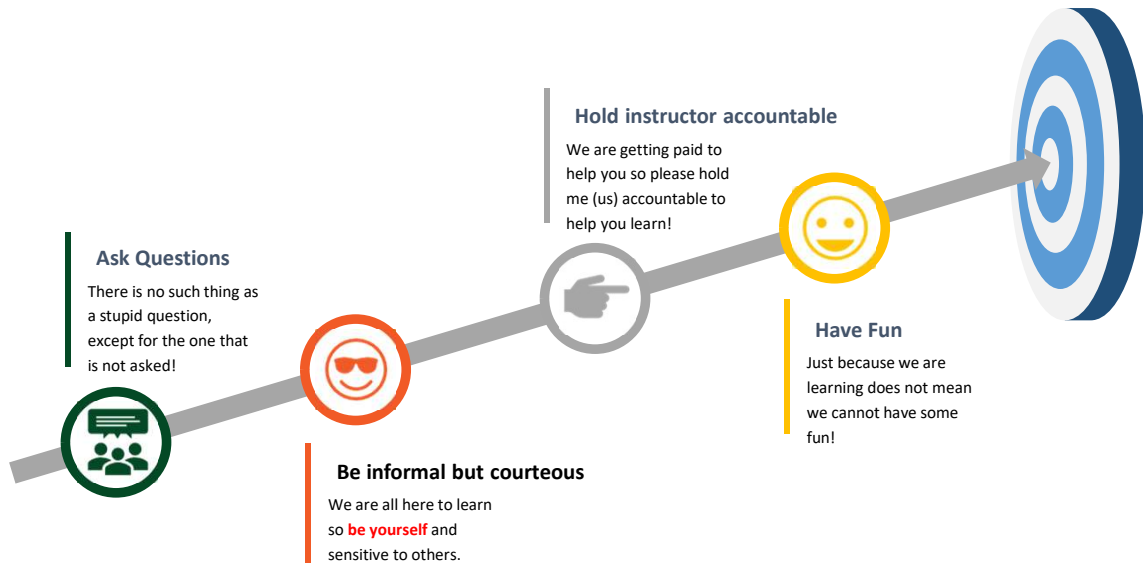 Ask Questions
There is no such thing as
a stupid question,
except for the one that
is not asked!
Be informal but courteous
We are all here to learn
so be yourself and
sensitive to others.
Hold instructor accountable
We are getting paid to
help you so please hold
me (us) accountable to
help you learn!
Have Fun
Just because we are
learning does not mean
we cannot have some
fun!